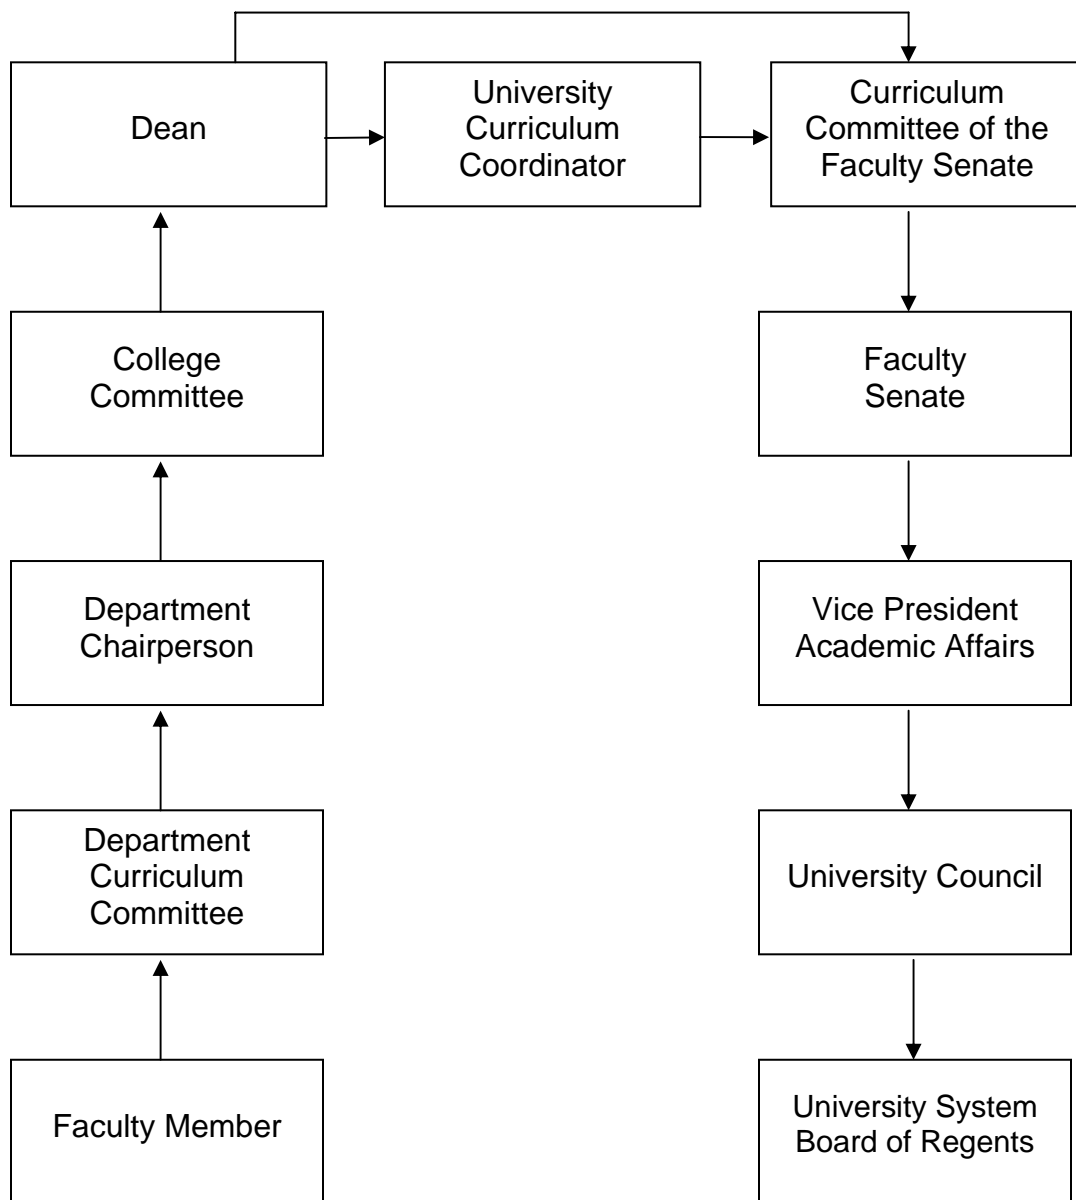 Dean
University
Curriculum
Coordinator
Curriculum
Committee of the
Faculty Senate
College
Committee
Faculty
Senate
Department
Chairperson
Vice President
Academic Affairs
Department
Curriculum
Committee
University Council
Faculty Member
University System
Board of Regents